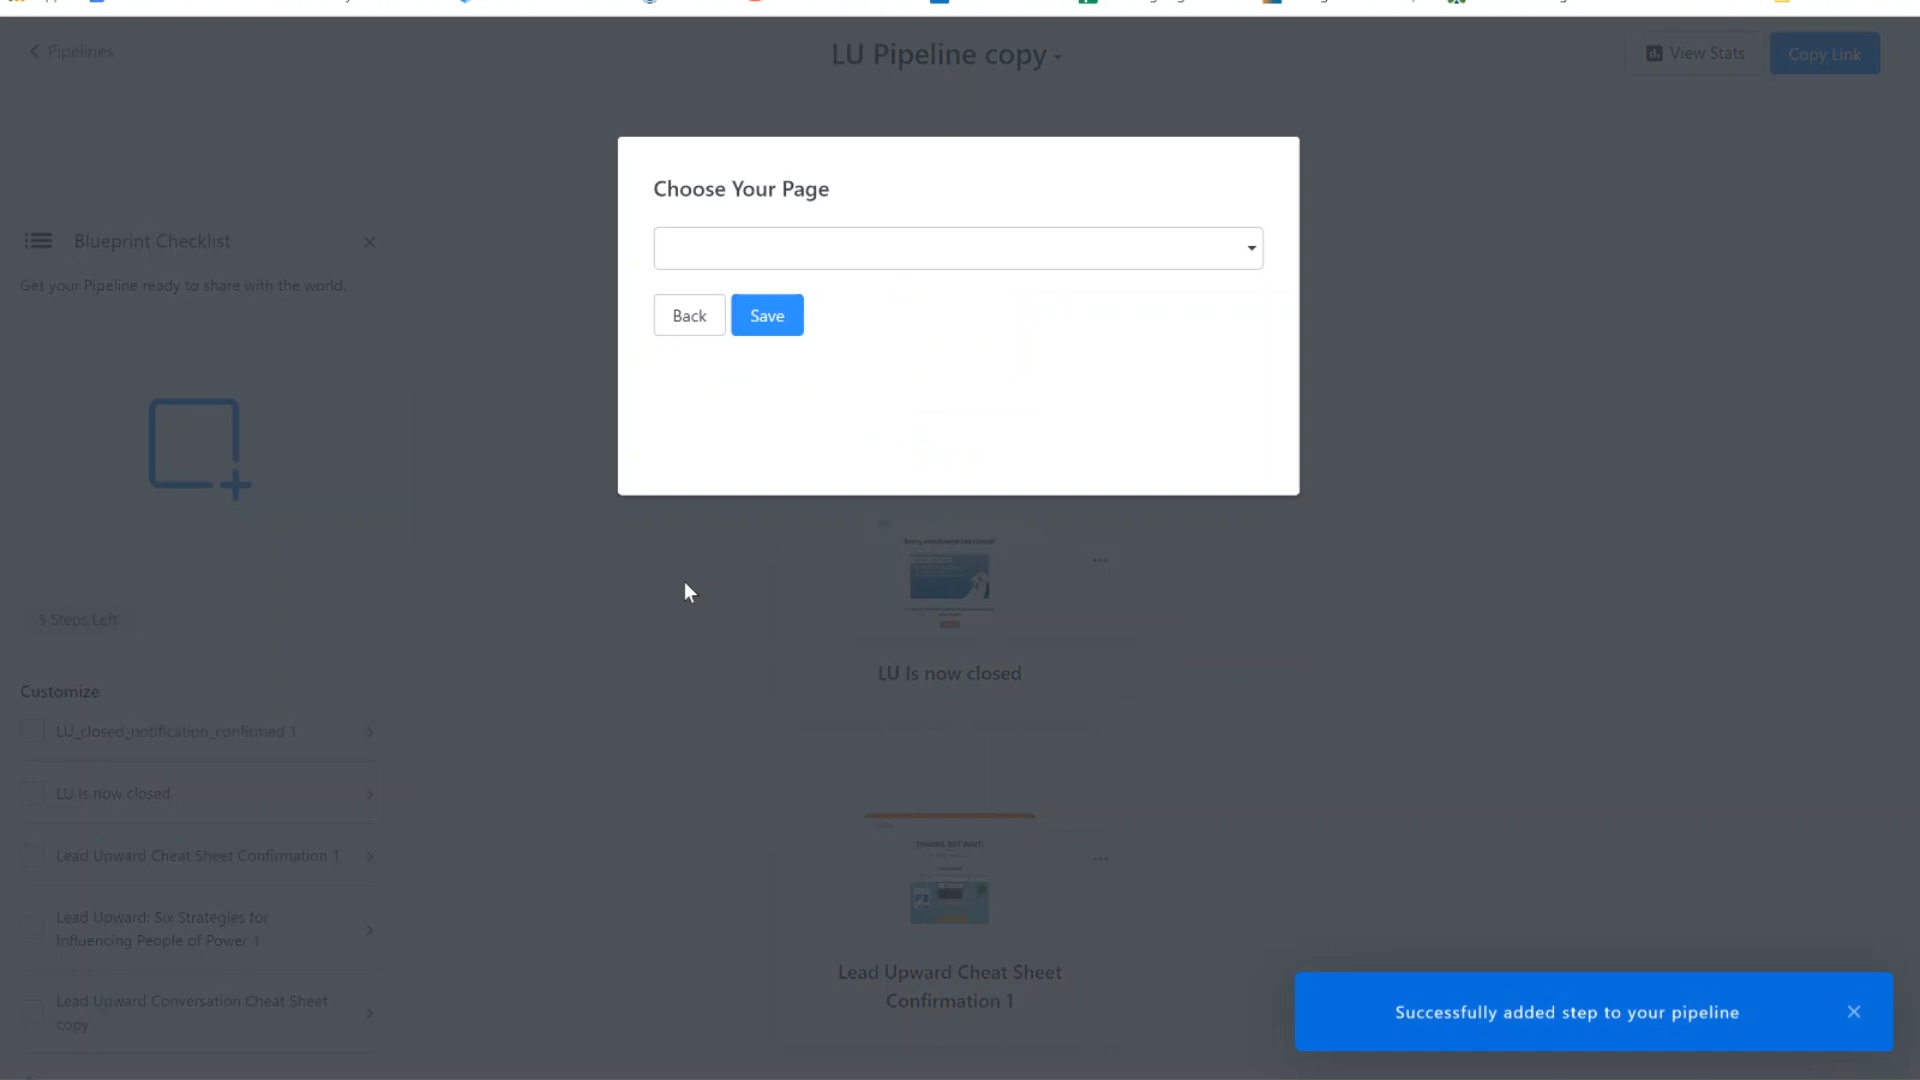 Pipelines
LU Pipeline copy
View Stats
Copy Link
Choose Your Page
Back
Save
Blueprint Checklist
Get your Pipeline ready to share with the world.
5 Steps Left
Customize
LU_closed_notification_confirmed 1
LU Is now closed
Lead Upward Cheat Sheet Confirmation 1
Lead Upward: Six Strategies for
Influencing People of Power 1
Lead Upward Conversation Cheat Sheet
copy
LU Is now closed
THANKS, BUT WAIT!
Lead Upward Cheat Sheet
Confirmation 1
Successfully added step to your pipeline